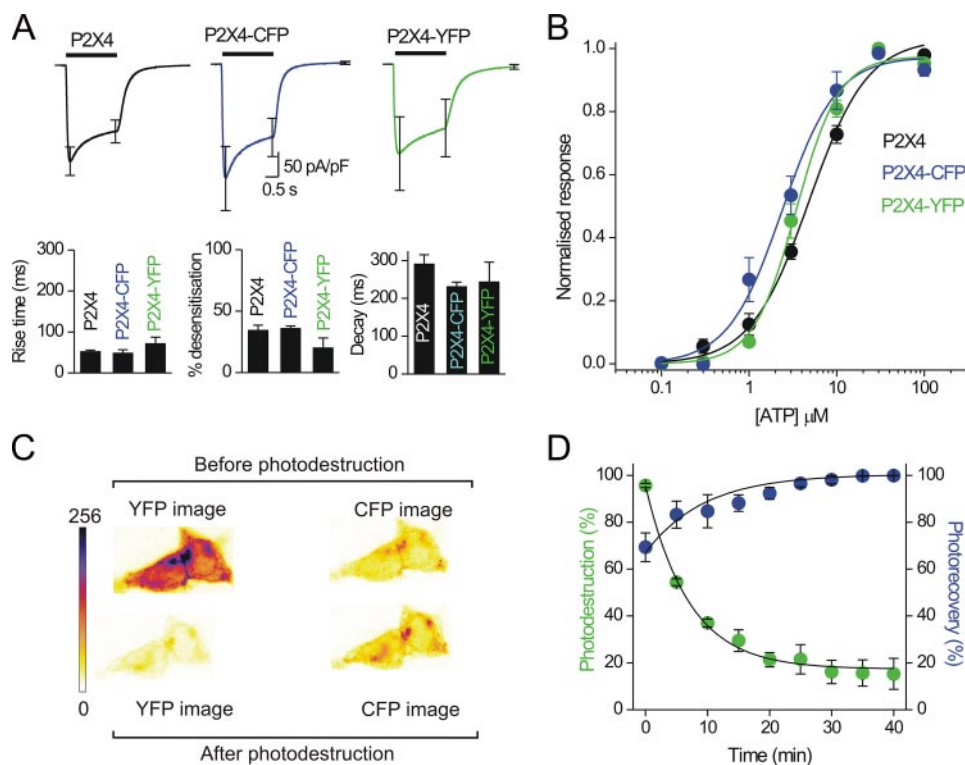 A
P2X4
P2X4-CFP
P2X4-YFP
50 pA/pF
0.5 s
Rise time (ms)
300
200
100
0
P2X4
P2X4-CFP
P2X4-YFP
% desensitisation
100
50
0
P2X4
P2X4-CFP
P2X4-YFP
Decay (ms)
300
200
100
0
P2X4
P2X4-CFP
P2X4-YFP
B
Normalised response
1.0
0.8
0.6
0.4
0.2
0.0
P2X4
P2X4-CFP
P2X4-YFP
0.1
1
10
100
[ATP] μM
C
Before photodestruction
YFP image
CFP image
256
0
YFP image
CFP image
After photodestruction
D
Photodestruction (%)
100
80
60
40
20
0
100
80
60
40
20
0
Photorecovery (%)
0
10
20
30
40
Time (min)